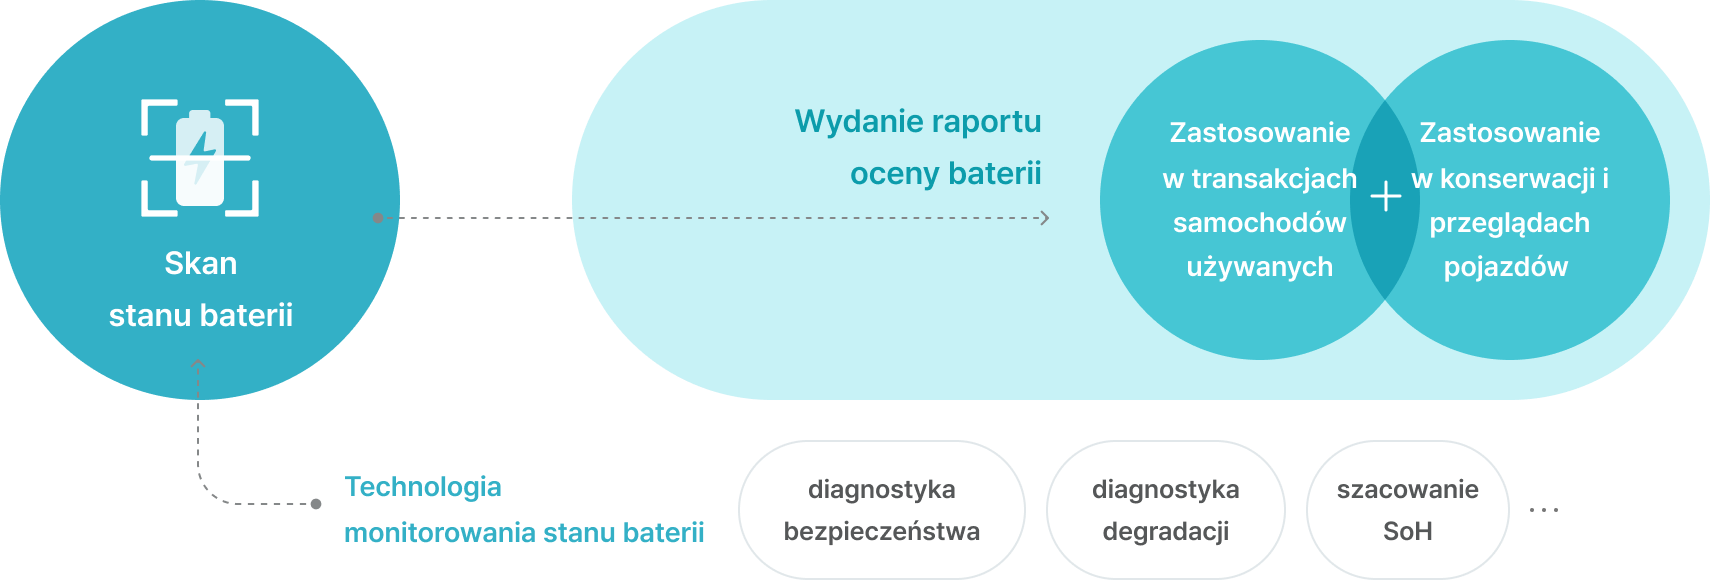 Skan
stanu baterii
Wydanie raportu
oceny baterii
Zastosowanie
w transakcjach
samochodów
używanych
+
Zastosowanie
w konserwacji i
przeglądach
pojazdów
Technologia
monitorowania stanu baterii
diagnostyka
bezpieczeństwa
diagnostyka
degradacji
szacowanie
SoH
...